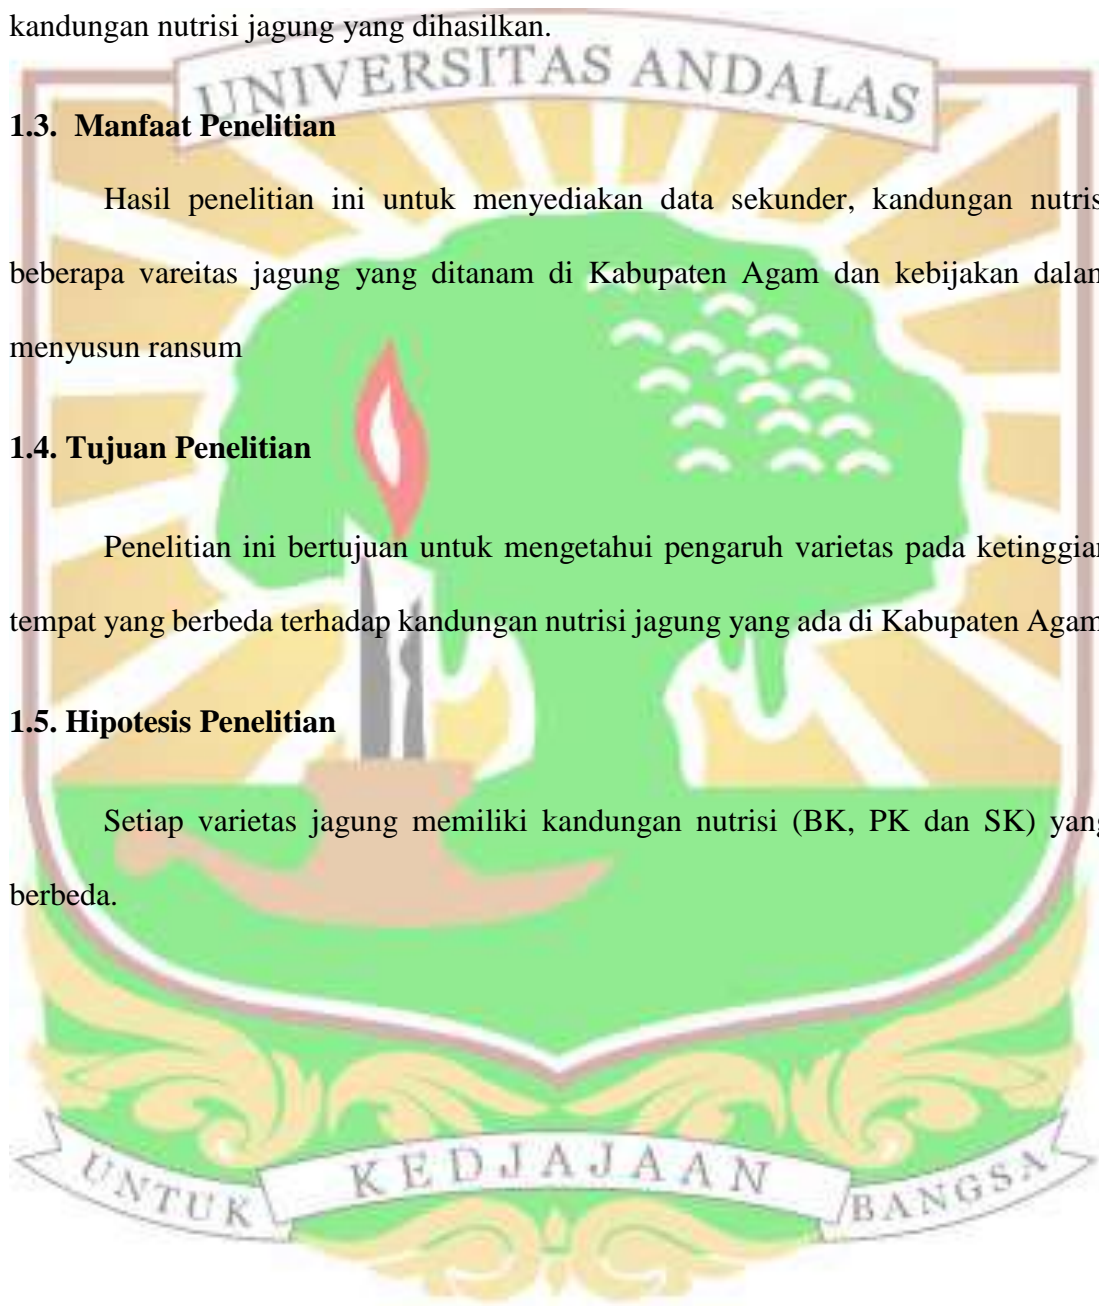 kandungan nutrisi jagung yang dihasilkan.
UNIVERSITAS ANDALAS
1.3. Manfaat Penelitian
Hasil penelitian ini untuk menyediakan data sekunder, kandungan nutris
beberapa vareitas jagung yang ditanam di Kabupaten Agam dan kebijakan dalam
menyusun ransum
1.4. Tujuan Penelitian
Penelitian ini bertujuan untuk mengetahui pengaruh varietas pada ketinggian
tempat yang berbeda terhadap kandungan nutrisi jagung yang ada di Kabupaten Agam
1.5. Hipotesis Penelitian
Setiap varietas jagung memiliki kandungan nutrisi (BK, PK dan SK) yang
berbeda.
UNTUK KEDJAJAAN BANGSA